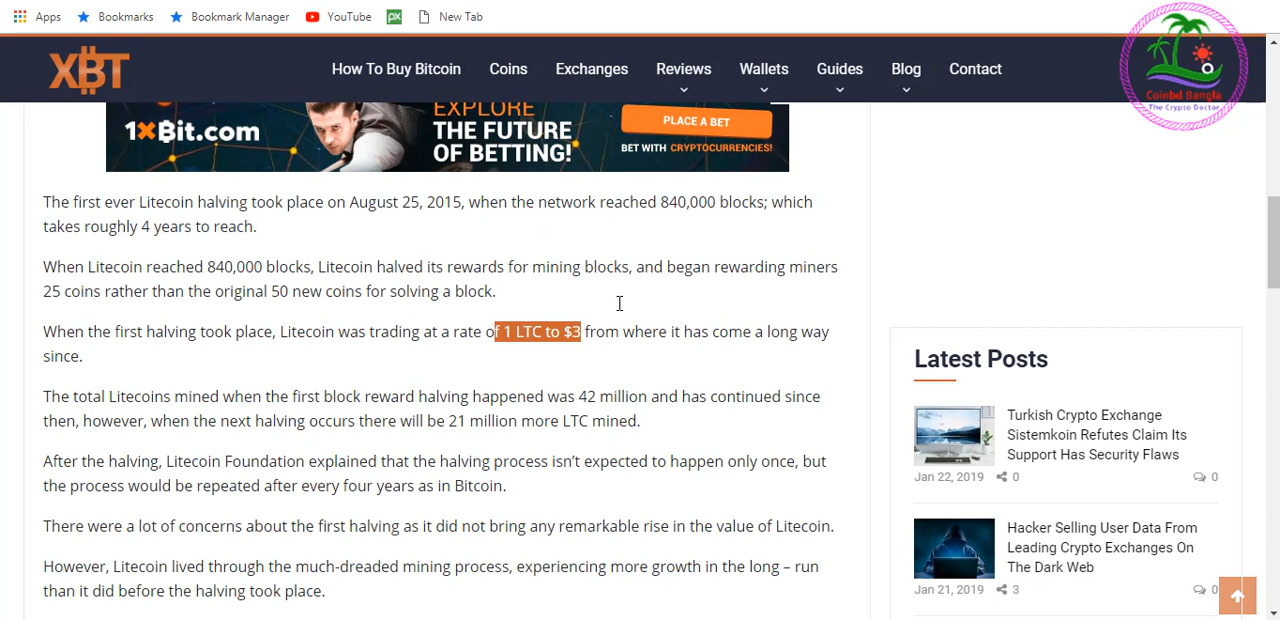 Apps Bookmarks Bookmark Manager YouTube New Tab
XBT How To Buy Bitcoin Coins Exchanges Reviews Wallets Guides Blog Contact
Coinbd Bangla
The Crypto Doctor
1xBit.com
EXPLORE
THE FUTURE
OF BETTING!
PLACE A BET
BET WITH CRYPTOCURRENCIES!
The first ever Litecoin halving took place on August 25, 2015, when the network reached 840,000 blocks; which
takes roughly 4 years to reach.
When Litecoin reached 840,000 blocks, Litecoin halved its rewards for mining blocks, and began rewarding miners
25 coins rather than the original 50 new coins for solving a block.
When the first halving took place, Litecoin was trading at a rate of 1 LTC to $3 from where it has come a long way
since.
The total Litecoins mined when the first block reward halving happened was 42 million and has continued since
then, however, when the next halving occurs there will be 21 million more LTC mined.
After the halving, Litecoin Foundation explained that the halving process isn’t expected to happen only once, but
the process would be repeated after every four years as in Bitcoin.
There were a lot of concerns about the first halving as it did not bring any remarkable rise in the value of Litecoin.
However, Litecoin lived through the much-dreaded mining process, experiencing more growth in the long – run
than it did before the halving took place.
Latest Posts
Turkish Crypto Exchange
Sistemkoin Refutes Claim Its
Support Has Security Flaws
Jan 22, 2019 0 0
Hacker Selling User Data From
Leading Crypto Exchanges On
The Dark Web
Jan 21, 2019 3 0